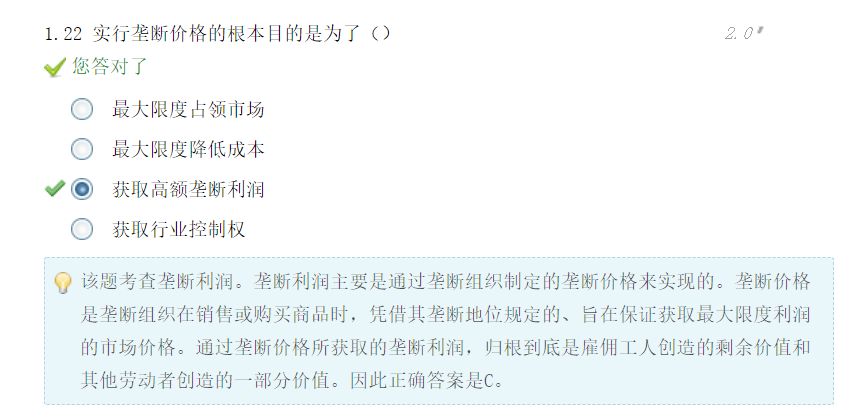 1.22 实行垄断价格的根本目的是为了（） 2.0"
您答对了
最大限度占领市场
最大限度降低成本
获取高额垄断利润
获取行业控制权
该题考查垄断利润。垄断利润主要是通过垄断组织制定的垄断价格来实现的。垄断价格
是垄断组织在销售或购买商品时，凭借其垄断地位规定的、旨在保证获取最大限度利润
的市场价格。通过垄断价格所获取的垄断利润，归根到底是雇佣工人创造的剩余价值和
其他劳动者创造的一部分价值。因此正确答案是C。